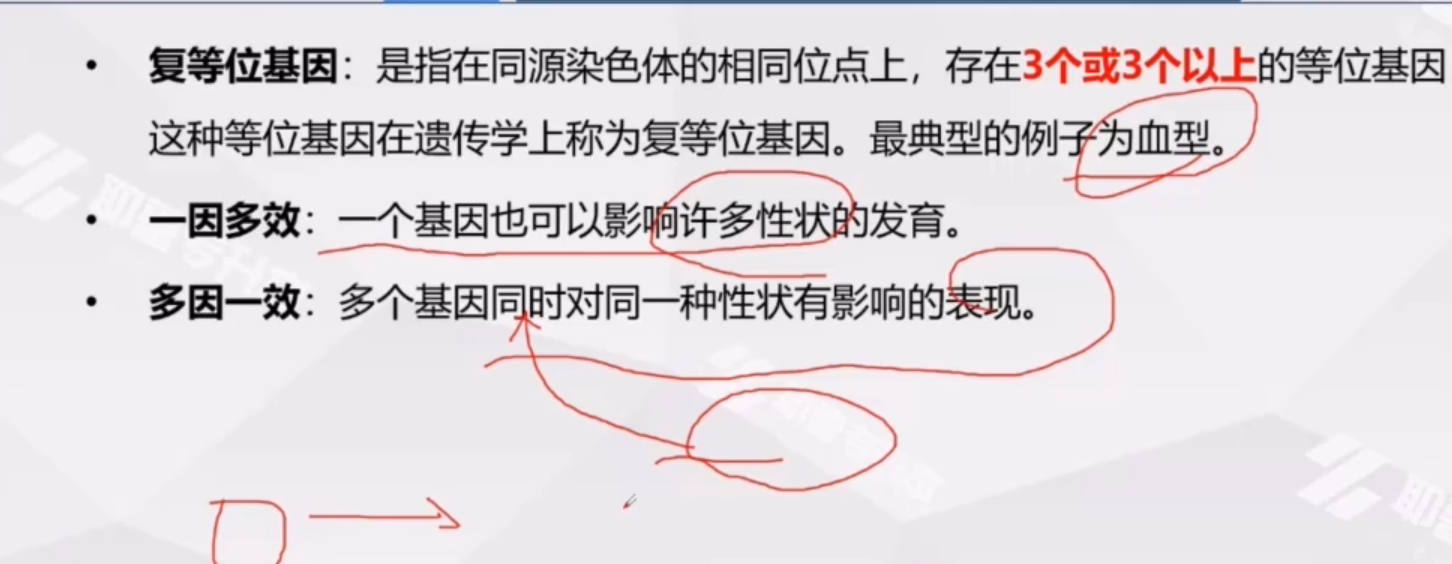 • 复等位基因：是指在同源染色体的相同位点上，存在3个或3个以上的等位基因
这种等位基因在遗传学上称为复等位基因。最典型的例子为血型。
• 一因多效：一个基因也可以影响许多性状的发育。
• 多因一效：多个基因同时对同一种性状有影响的表现。